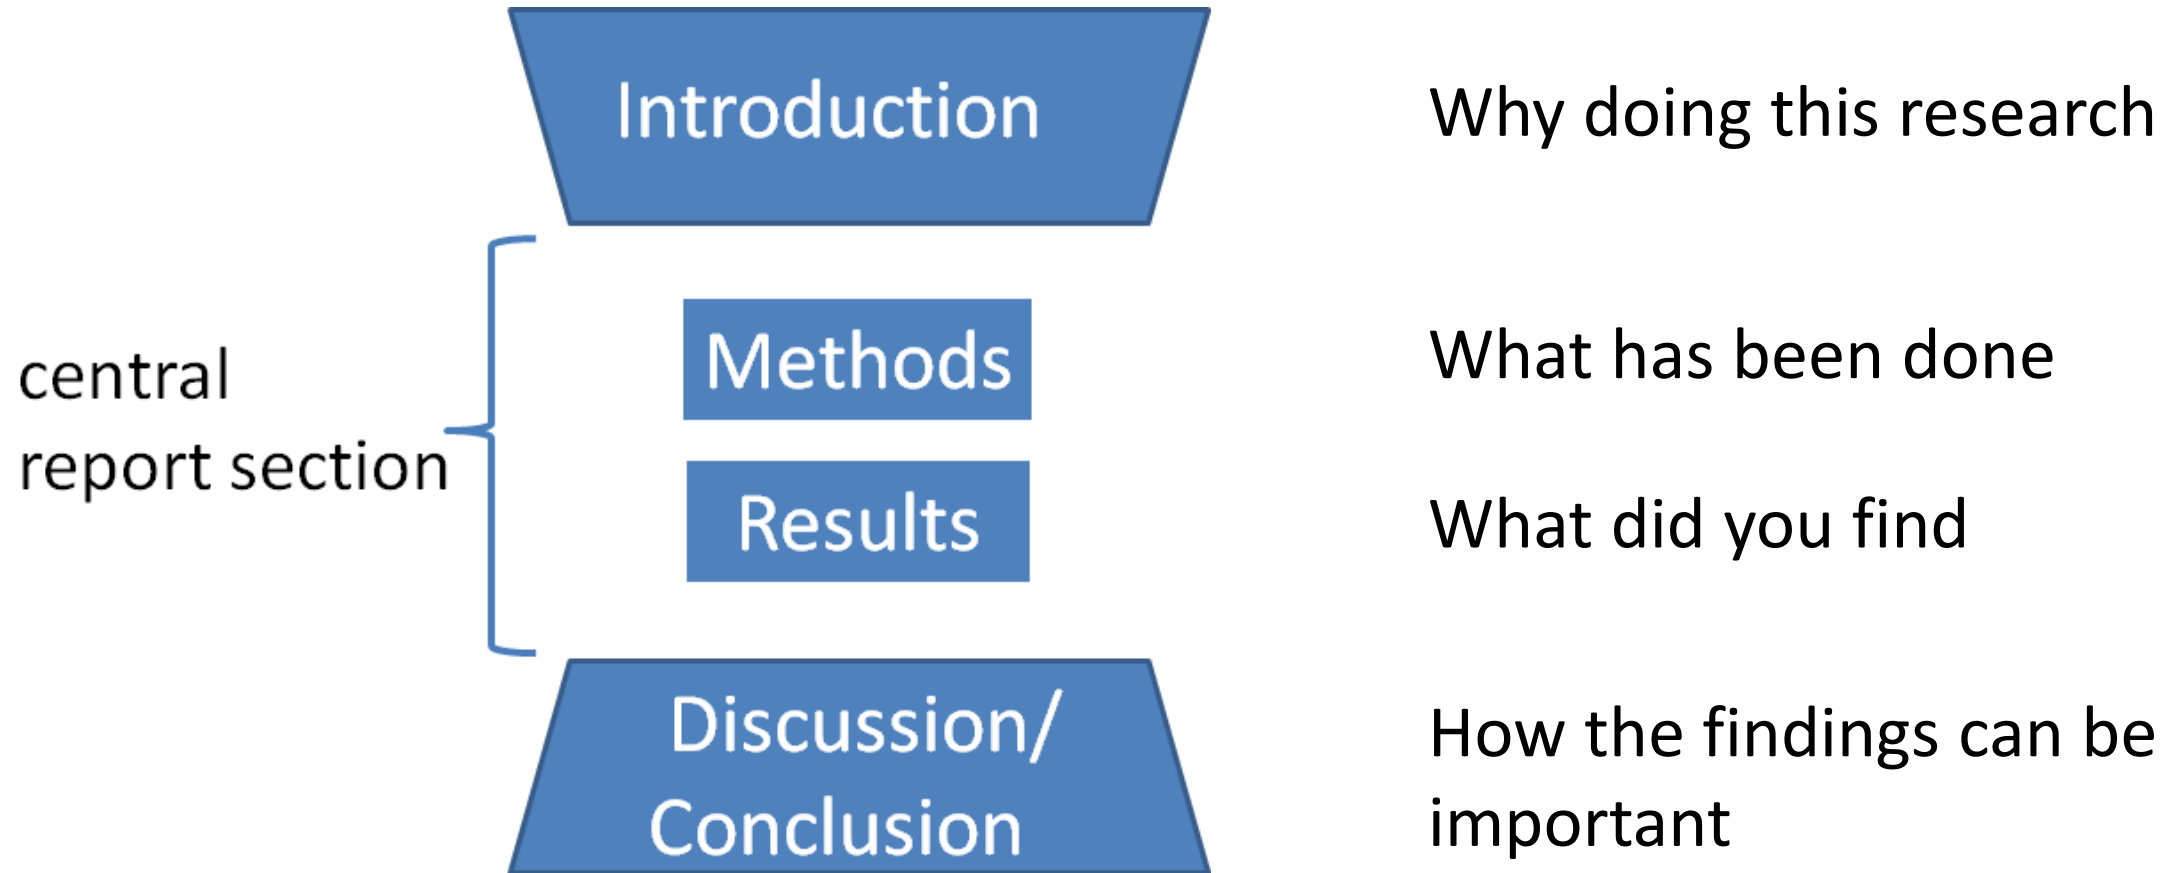 Introduction
Why doing this research
central
report section
Methods
What has been done
Results
What did you find
Discussion/
Conclusion
How the findings can be
important